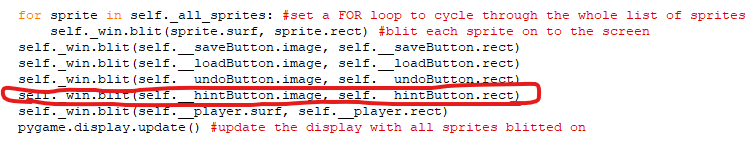 for sprite in self._all_sprites: #set a FOR loop to cycle through the whole list of sprites
self._win.blit(sprite.surf, sprite.rect) #blit each sprite on to the screen
self._win.blit(self.__saveButton.image, self.__saveButton.rect)
self._win.blit(self.__loadButton.image, self.__loadButton.rect)
self._win.blit(self.__undoButton.image, self.__undoButton.rect)
self._win.blit(self.__hintButton.image, self.__hintButton.rect)
self._win.blit(self.__player.surf, self.__player.rect)
pygame.display.update() #update the display with all sprites blitted on